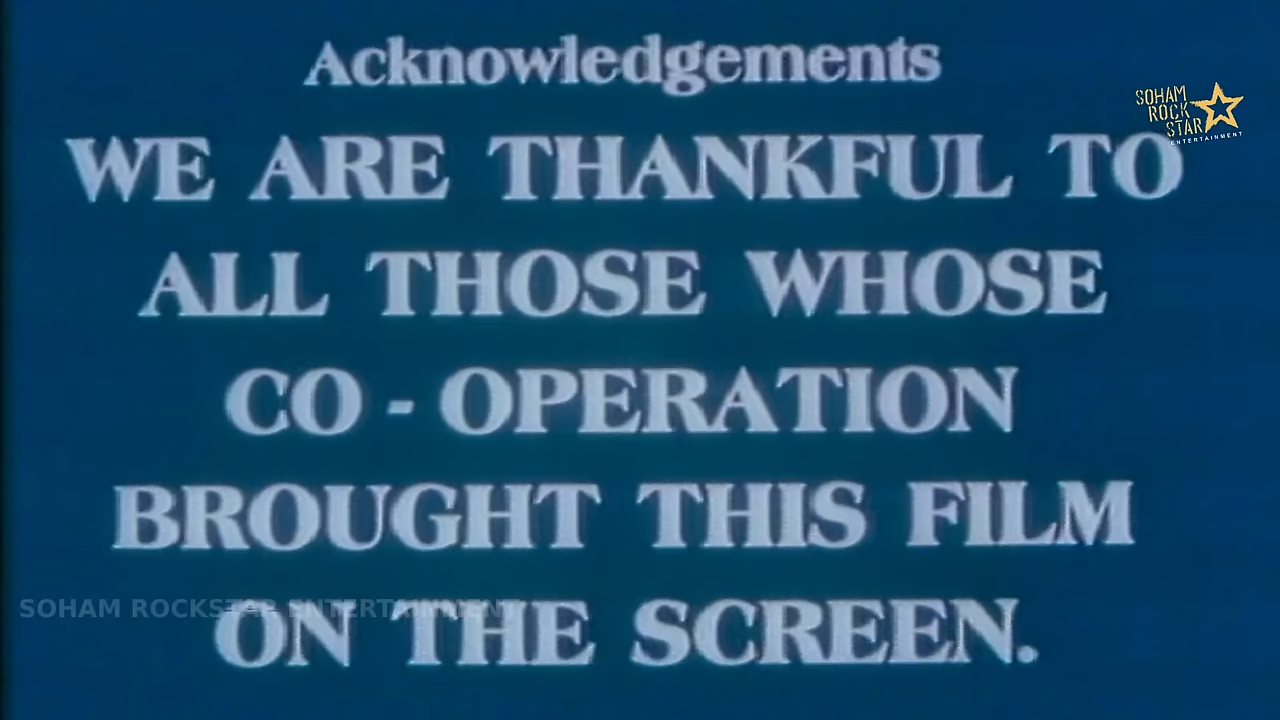 Acknowledgements
SOHAM
ROCK
STAR
ENTERTAINMENT
WE ARE THANKFUL TO
ALL THOSE WHOSE
CO - OPERATION
BROUGHT THIS FILM
SOHAM ROCKSTAR ENTERTAINMENT
ON THE SCREEN.